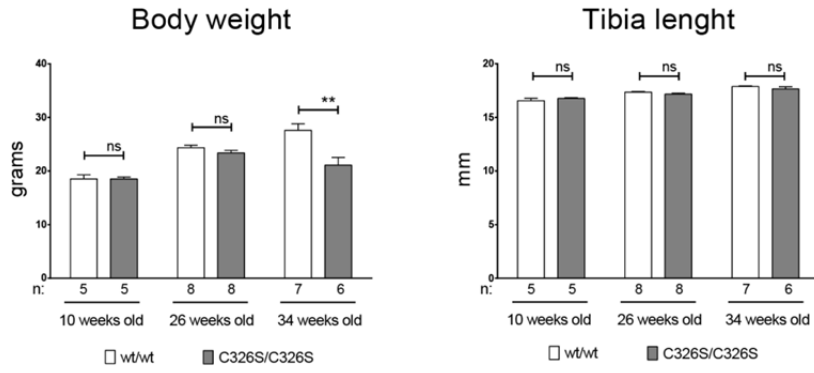 Body weight
grams
40
30
20
10
0
ns
ns
**
n: 5 5 8 8 7 6
10 weeks old 26 weeks old 34 weeks old
wt/wt C326S/C326S
Tibia lenght
mm
20
15
10
5
0
ns
ns
ns
n: 5 5 8 8 7 6
10 weeks old 26 weeks old 34 weeks old
wt/wt C326S/C326S